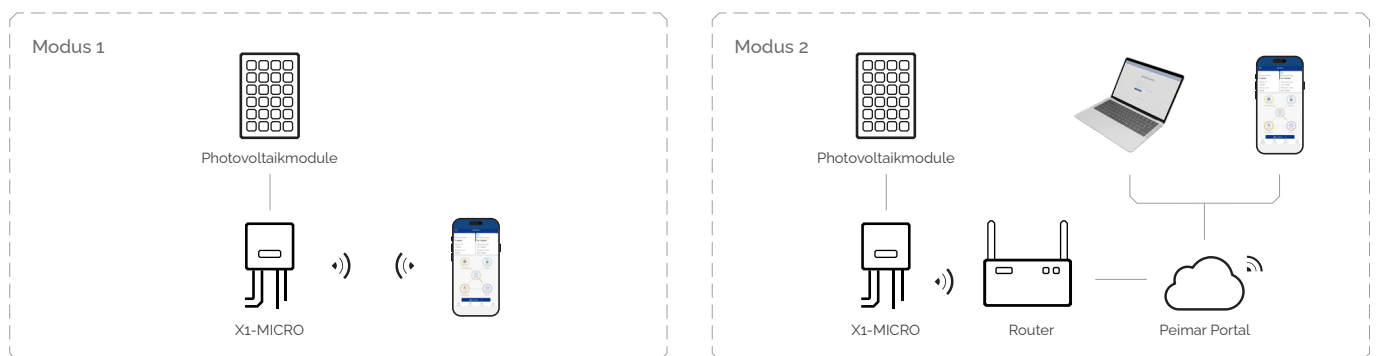 Modus 1
Photovoltaikmodule
X1-MICRO
Modus 2
Photovoltaikmodule
X1-MICRO
Router
Peimar Portal